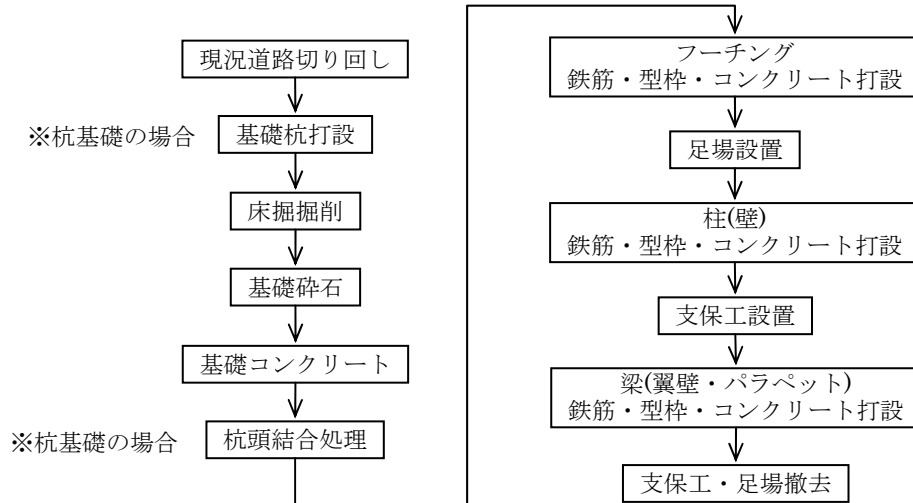 現況道路切り回し
※杭基礎の場合
基礎杭打設
床掘掘削
基礎砕石
基礎コンクリート
※杭基礎の場合
杭頭結合処理
フーチング
鉄筋・型枠・コンクリート打設
足場設置
柱(壁)
鉄筋・型枠・コンクリート打設
支保工設置
梁(翼壁・パラペット)
鉄筋・型枠・コンクリート打設
支保工・足場撤去